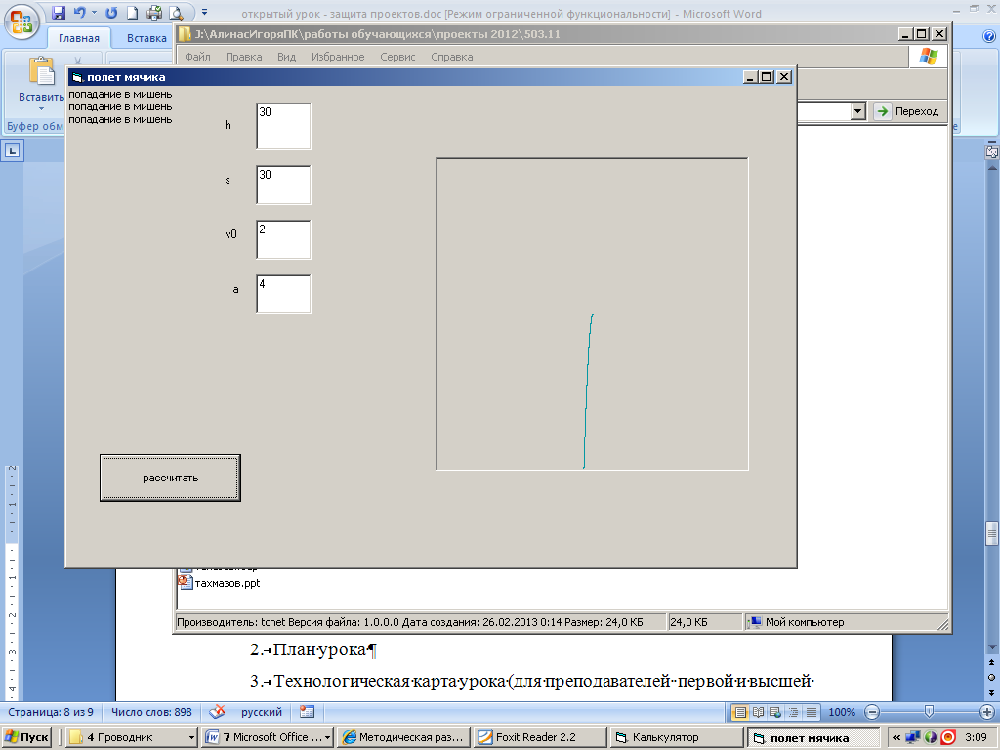 открытый урок - защита проектов.doc [Режим ограниченной функциональности] - Microsoft Word
Главная
Вставка
J:\АлинасИгоряПК\работы обучающихся\проекты 2012\503.11
Файл Правка Вид Избранное Сервис Справка
Вставить
Буфер обм
Переход
полет мячика
попадание в мишень
попадание в мишень
попадание в мишень
h
30
s
30
v0
2
a
4
рассчитать
тахмазов.ppt
Производитель: tcnet Версия файла: 1.0.0.0 Дата создания: 26.02.2013 0:14 Размер: 24,0 КБ
24,0 КБ
Мой компьютер
2.→План·урока¶
3.→Технологическая·карта·урока·(для·преподавателей··первой·и·высшей·
Страница: 8 из 9
Число слов: 898
русский
100%
Пуск
4 Проводник
7 Microsoft Office ...
Методическая раз...
Foxit Reader 2.2
Калькулятор
полет мячика
3:09